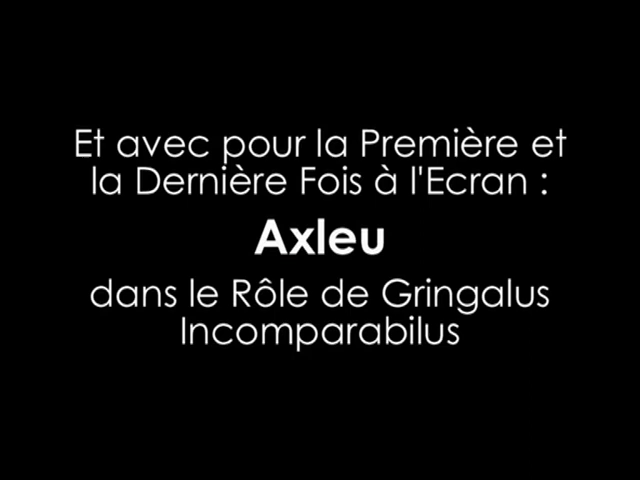 Et avec pour la Première et
la Dernière Fois à l'Ecran :
Axleu
dans le Rôle de Gringalus
Incomparabilus